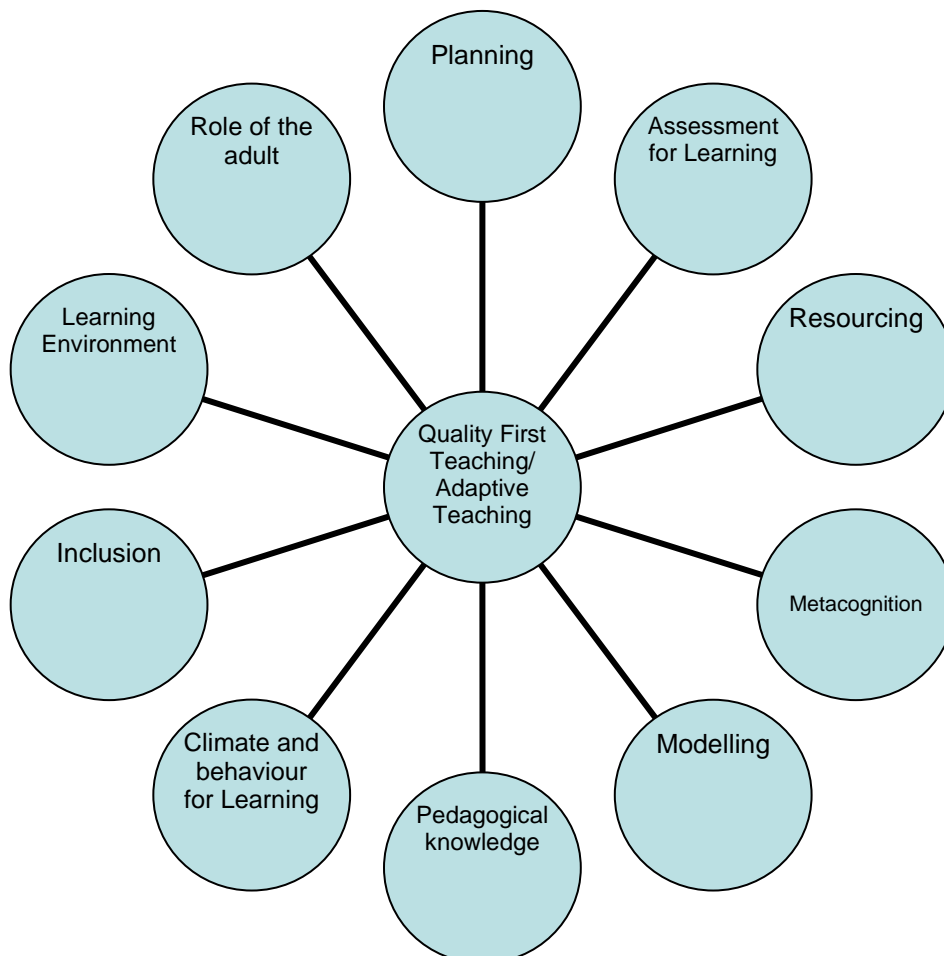 Planning
Role of the
adult
Assessment
for Learning
Learning
Environment
Resourcing
Quality First
Teaching/
Adaptive
Teaching
Inclusion
Metacognition
Climate and
behaviour
for Learning
Modelling
Pedagogical
knowledge